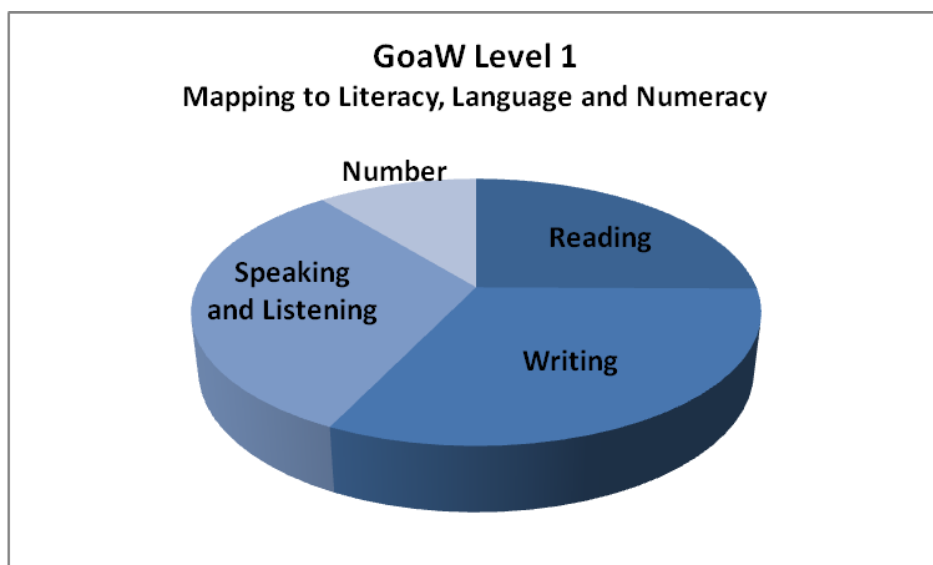 GoaW Level 1
Mapping to Literacy, Language and Numeracy
Number
Reading
Speaking
and Listening
Writing